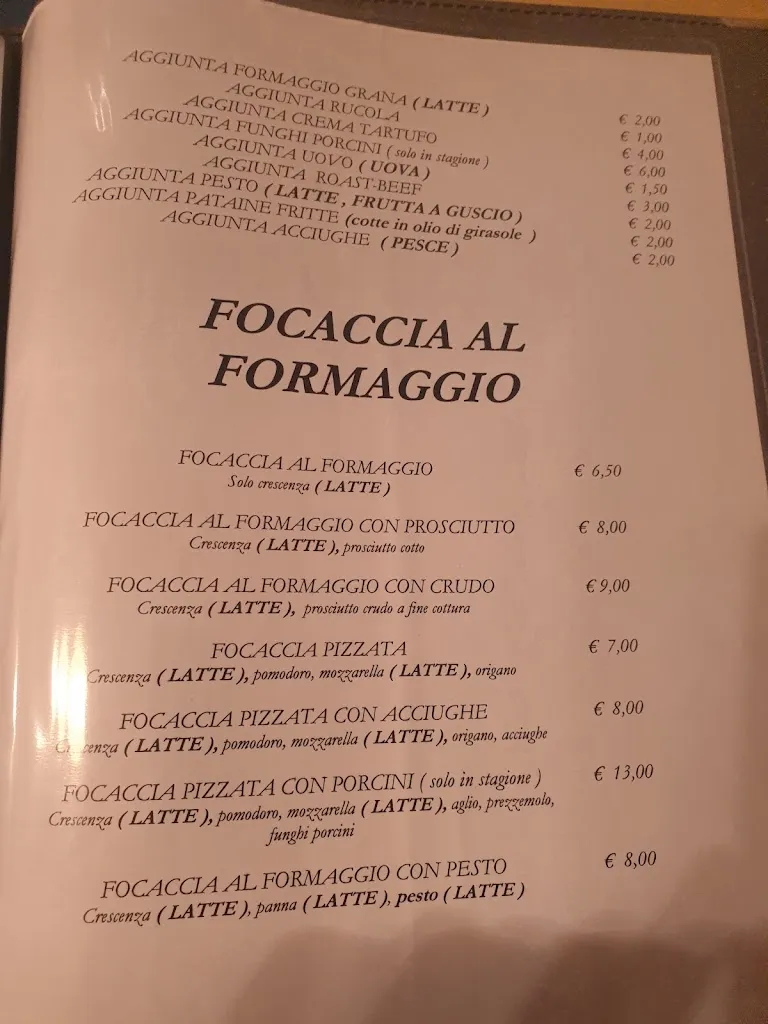 AGGIUNTA FORMAGGIO GRANA ( LATTE ) € 2,00
AGGIUNTA RUCOLA € 1,00
AGGIUNTA CREMA TARTUFO € 4,00
AGGIUNTA FUNGHI PORCINI ( solo in stagione ) € 6,00
AGGIUNTA UOVO ( UOVA ) € 1,50
AGGIUNTA ROAST-BEEF € 3,00
AGGIUNTA PESTO ( LATTE , FRUTTA A GUSCIO ) € 2,00
AGGIUNTA PATAINE FRITTE (cotte in olio di girasole ) € 2,00
AGGIUNTA ACCIUGHE ( PESCE ) € 2,00
FOCACCIA AL
FORMAGGIO
FOCACCIA AL FORMAGGIO € 6,50
Solo crescenza ( LATTE )
FOCACCIA AL FORMAGGIO CON PROSCIUTTO € 8,00
Crescenza ( LATTE ), prosciutto cotto
FOCACCIA AL FORMAGGIO CON CRUDO € 9,00
Crescenza ( LATTE ), prosciutto crudo a fine cottura
FOCACCIA PIZZATA € 7,00
Crescenza ( LATTE ), pomodoro, mozzarella ( LATTE ), origano
FOCACCIA PIZZATA CON ACCIUGHE € 8,00
Crescenza ( LATTE ), pomodoro, mozzarella ( LATTE ), origano, acciughe
FOCACCIA PIZZATA CON PORCINI ( solo in stagione ) € 13,00
Crescenza ( LATTE ), pomodoro, mozzarella ( LATTE ), aglio, prezzemolo,
funghi porcini
FOCACCIA AL FORMAGGIO CON PESTO € 8,00
Crescenza ( LATTE ), panna ( LATTE ), pesto ( LATTE )